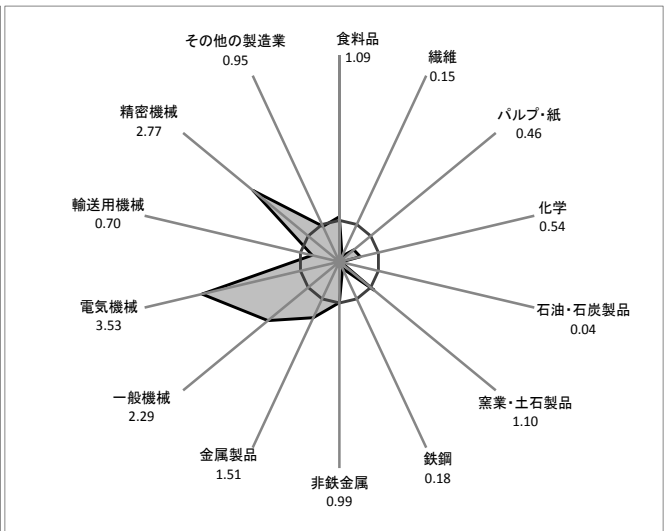 食料品
1.09
繊維
0.15
パルプ・紙
0.46
化学
0.54
石油・石炭製品
0.04
窯業・土石製品
1.10
鉄鋼
0.18
非鉄金属
0.99
金属製品
1.51
一般機械
2.29
電気機械
3.53
輸送用機械
0.70
精密機械
2.77
その他の製造業
0.95